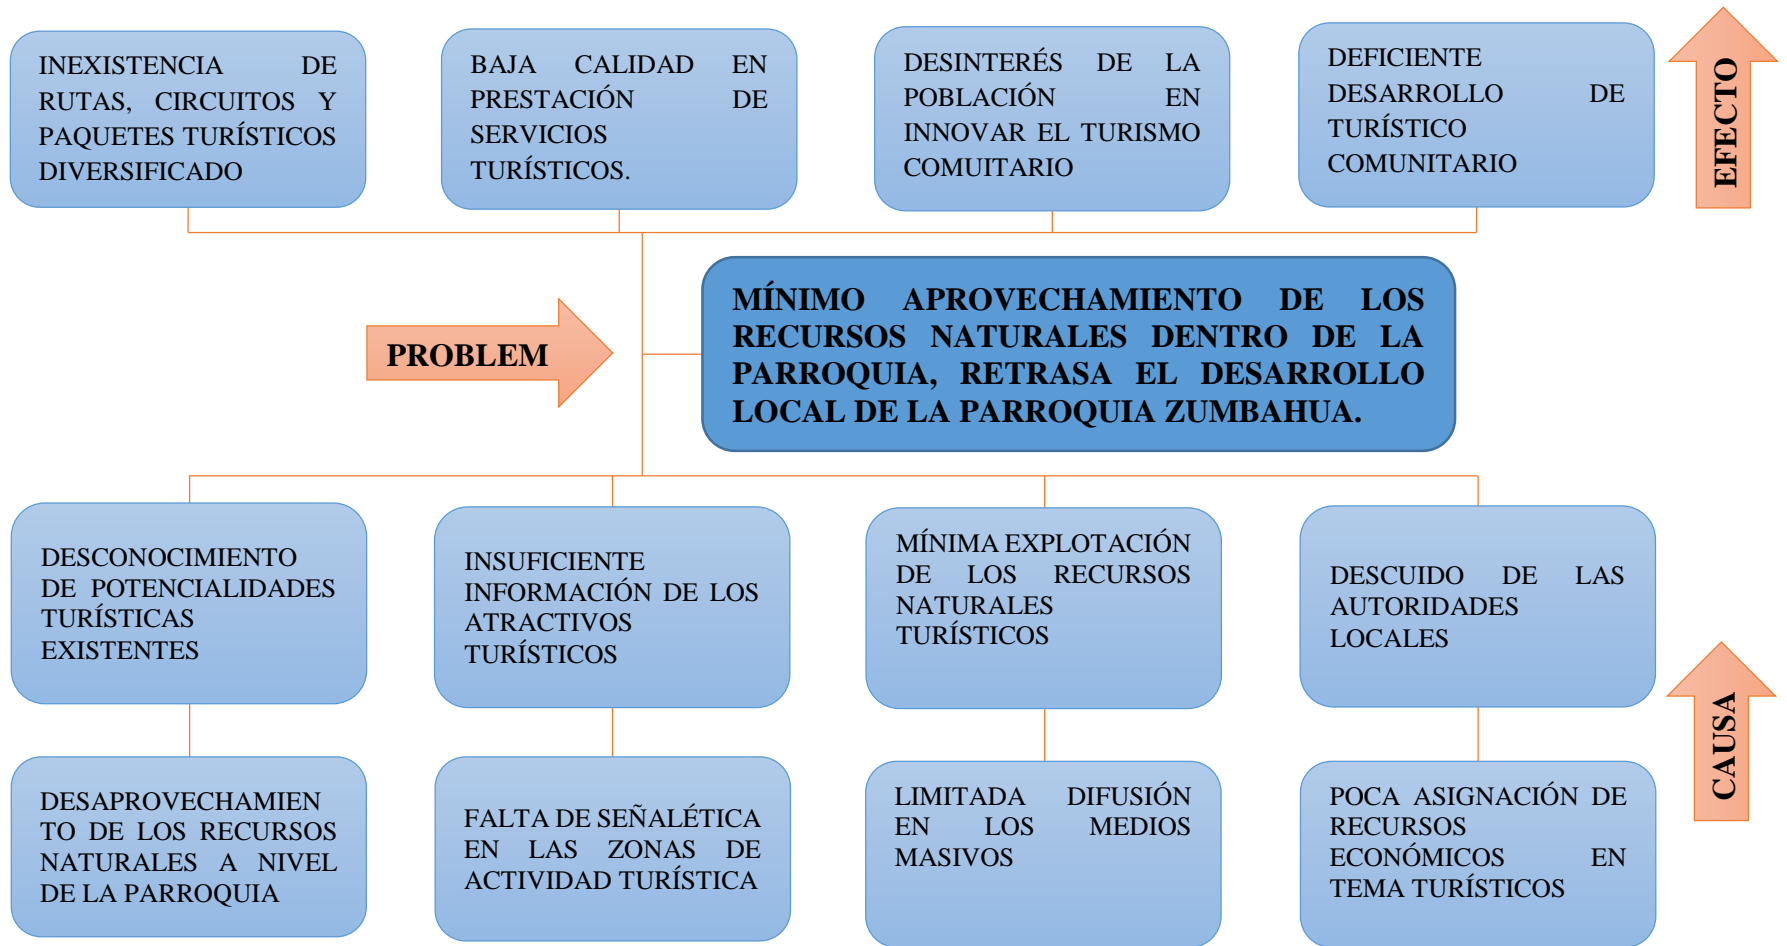 INEXISTENCIA DE
RUTAS, CIRCUITOS Y
PAQUETES TURÍSTICOS
DIVERSIFICADO
BAJA CALIDAD EN
PRESTACIÓN DE
SERVICIOS
TURÍSTICOS.
DESINTERÉS DE LA
POBLACIÓN EN
INNOVAR EL TURISMO
COMUITARIO
DEFICIENTE
DESARROLLO DE
TURÍSTICO
COMUNITARIO
EFECTO
PROBLEM
MÍNIMO APROVECHAMIENTO DE LOS
RECURSOS NATURALES DENTRO DE LA
PARROQUIA, RETRASA EL DESARROLLO
LOCAL DE LA PARROQUIA ZUMBAHUA.
DESCONOCIMIENTO
DE POTENCIALIDADES
TURÍSTICAS
EXISTENTES
INSUFICIENTE
INFORMACIÓN DE LOS
ATRACTIVOS
TURÍSTICOS
MÍNIMA EXPLOTACIÓN
DE LOS RECURSOS
NATURALES
TURÍSTICOS
DESCUIDO DE LAS
AUTORIDADES
LOCALES
CAUSA
DESAPROVECHAMIEN
TO DE LOS RECURSOS
NATURALES A NIVEL
DE LA PARROQUIA
FALTA DE SEÑALÉTICA
EN LAS ZONAS DE
ACTIVIDAD TURÍSTICA
LIMITADA DIFUSIÓN
EN LOS MEDIOS
MASIVOS
POCA ASIGNACIÓN DE
RECURSOS
ECONÓMICOS EN
TEMA TURÍSTICOS